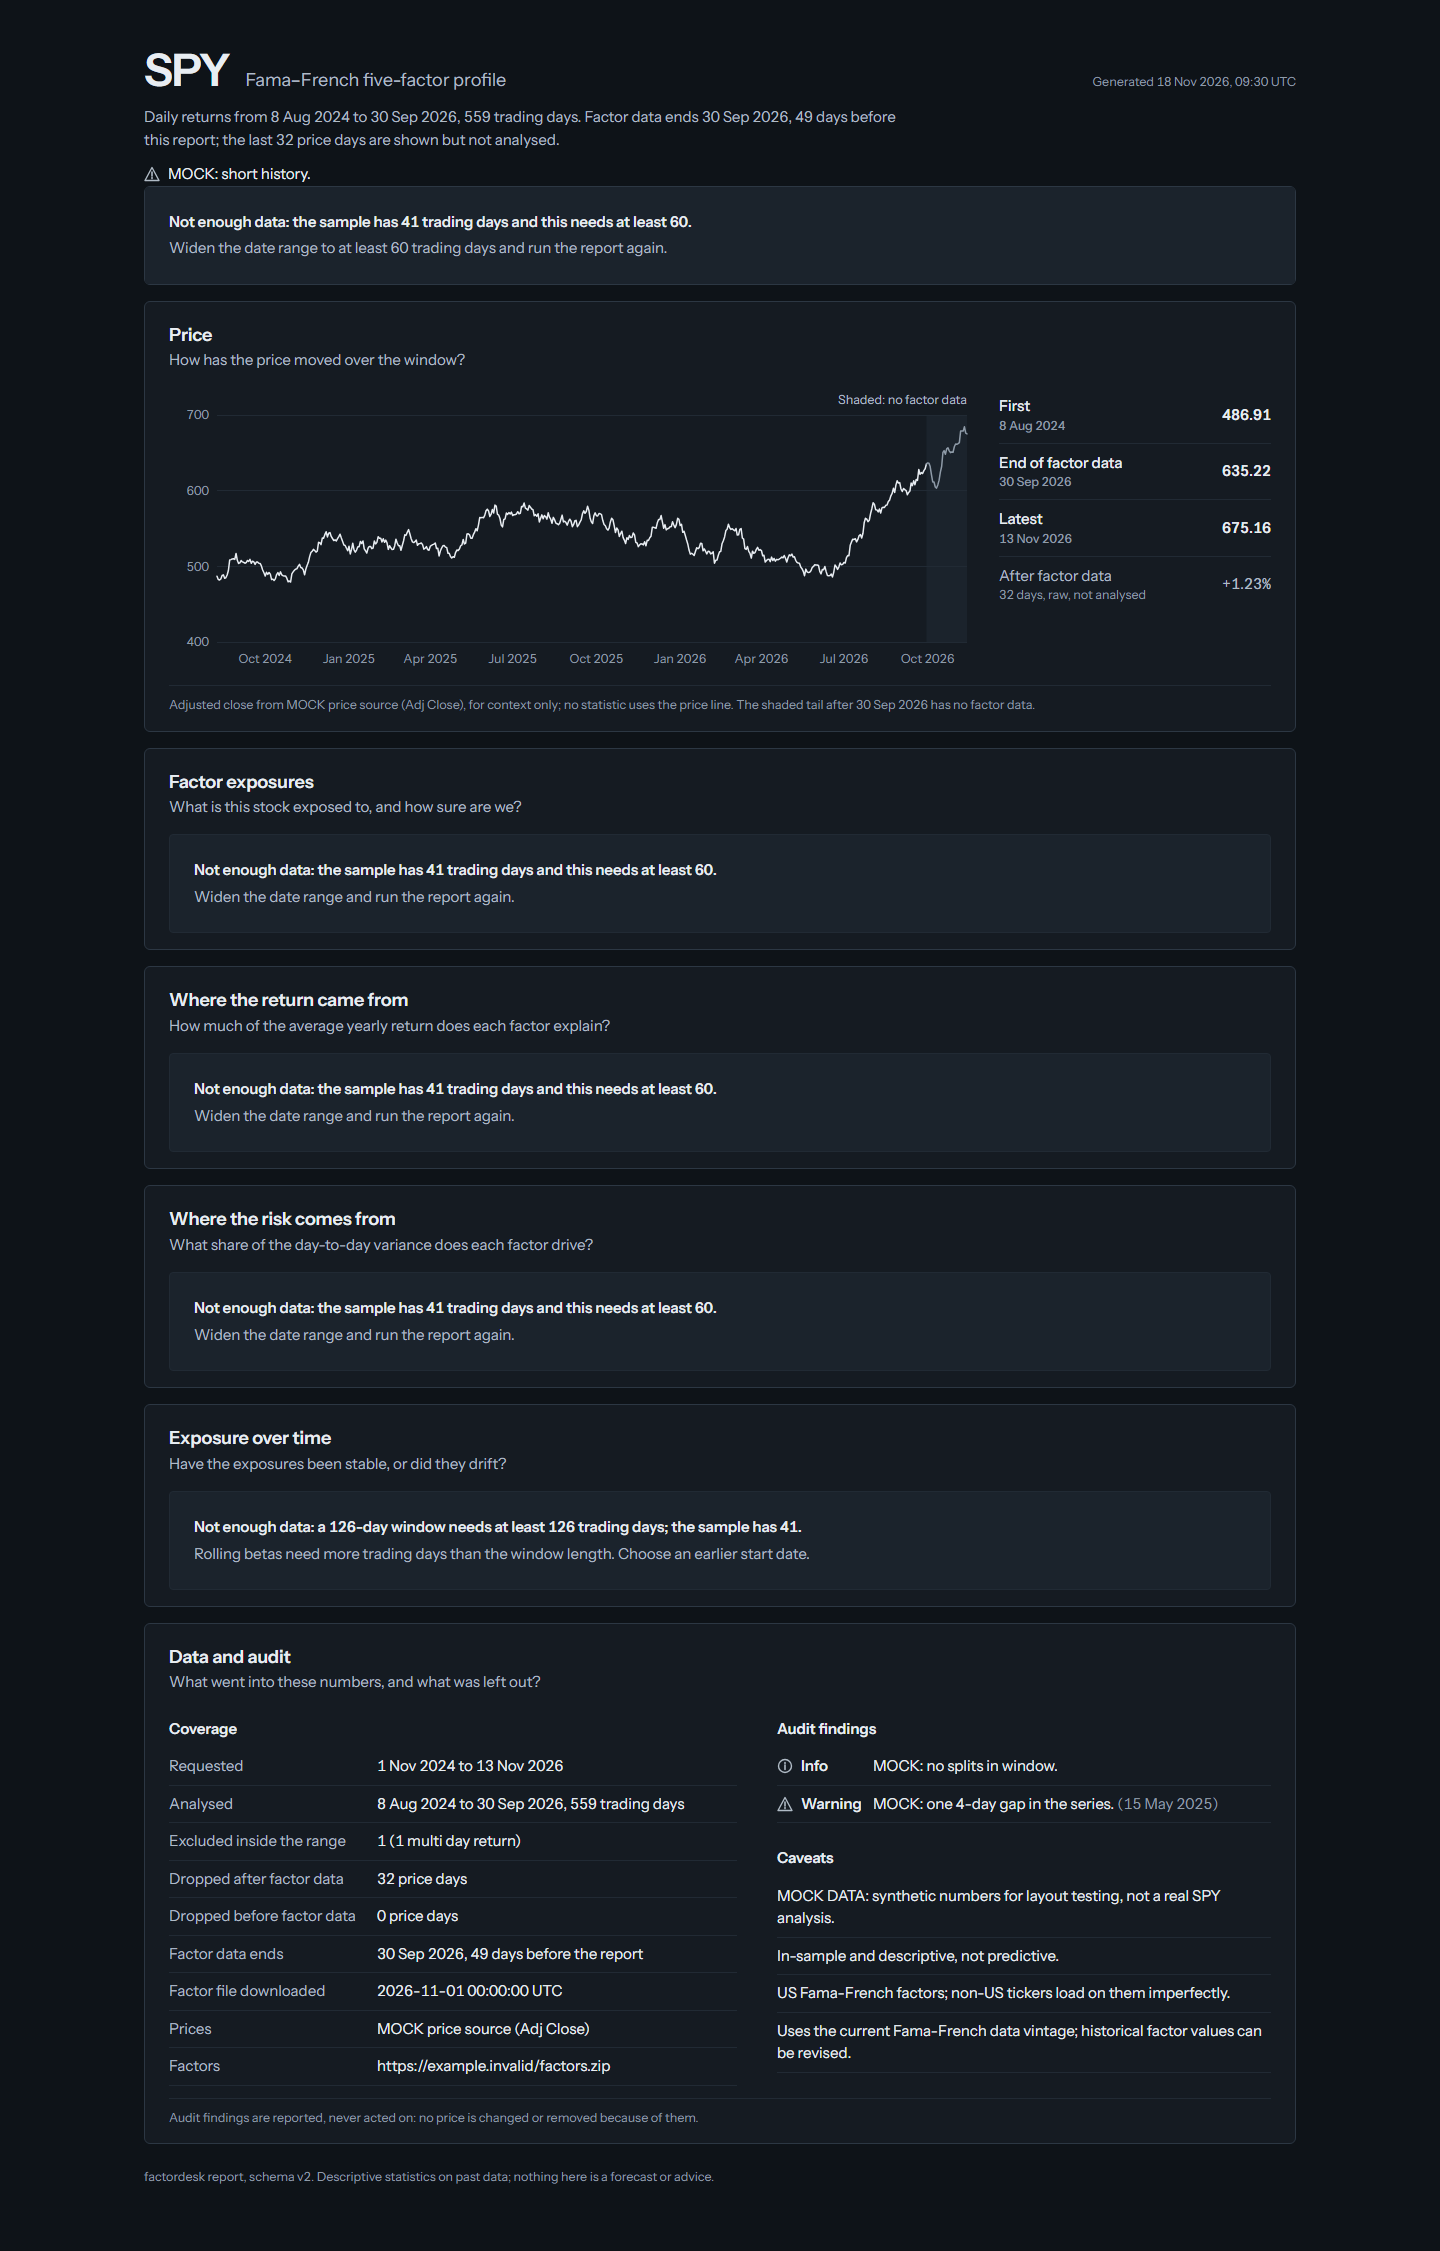 SPY Fama–French five-factor profile
Generated 18 Nov 2026, 09:30 UTC
Daily returns from 8 Aug 2024 to 30 Sep 2026, 559 trading days. Factor data ends 30 Sep 2026, 49 days before
this report; the last 32 price days are shown but not analysed.
MOCK: short history.
Not enough data: the sample has 41 trading days and this needs at least 60.
Widen the date range to at least 60 trading days and run the report again.
Price
How has the price moved over the window?
Shaded: no factor data
700
600
500
400
Oct 2024 Jan 2025 Apr 2025 Jul 2025 Oct 2025 Jan 2026 Apr 2026 Jul 2026 Oct 2026
First
8 Aug 2024
486.91
End of factor data
30 Sep 2026
635.22
Latest
13 Nov 2026
675.16
After factor data
32 days, raw, not analysed
+1.23%
Adjusted close from MOCK price source (Adj Close), for context only; no statistic uses the price line. The shaded tail after 30 Sep 2026 has no factor data.
Factor exposures
What is this stock exposed to, and how sure are we?
Not enough data: the sample has 41 trading days and this needs at least 60.
Widen the date range and run the report again.
Where the return came from
How much of the average yearly return does each factor explain?
Not enough data: the sample has 41 trading days and this needs at least 60.
Widen the date range and run the report again.
Where the risk comes from
What share of the day-to-day variance does each factor drive?
Not enough data: the sample has 41 trading days and this needs at least 60.
Widen the date range and run the report again.
Exposure over time
Have the exposures been stable, or did they drift?
Not enough data: a 126-day window needs at least 126 trading days; the sample has 41.
Rolling betas need more trading days than the window length. Choose an earlier start date.
Data and audit
What went into these numbers, and what was left out?
Coverage
Requested 1 Nov 2024 to 13 Nov 2026
Analysed 8 Aug 2024 to 30 Sep 2026, 559 trading days
Excluded inside the range 1 (1 multi day return)
Dropped after factor data 32 price days
Dropped before factor data 0 price days
Factor data ends 30 Sep 2026, 49 days before the report
Factor file downloaded 2026-11-01 00:00:00 UTC
Prices MOCK price source (Adj Close)
Factors https://example.invalid/factors.zip
Audit findings
Info MOCK: no splits in window.
Warning MOCK: one 4-day gap in the series. (15 May 2025)
Caveats
MOCK DATA: synthetic numbers for layout testing, not a real SPY
analysis.
In-sample and descriptive, not predictive.
US Fama-French factors; non-US tickers load on them imperfectly.
Uses the current Fama-French data vintage; historical factor values can
be revised.
Audit findings are reported, never acted on: no price is changed or removed because of them.
factordesk report, schema v2. Descriptive statistics on past data; nothing here is a forecast or advice.